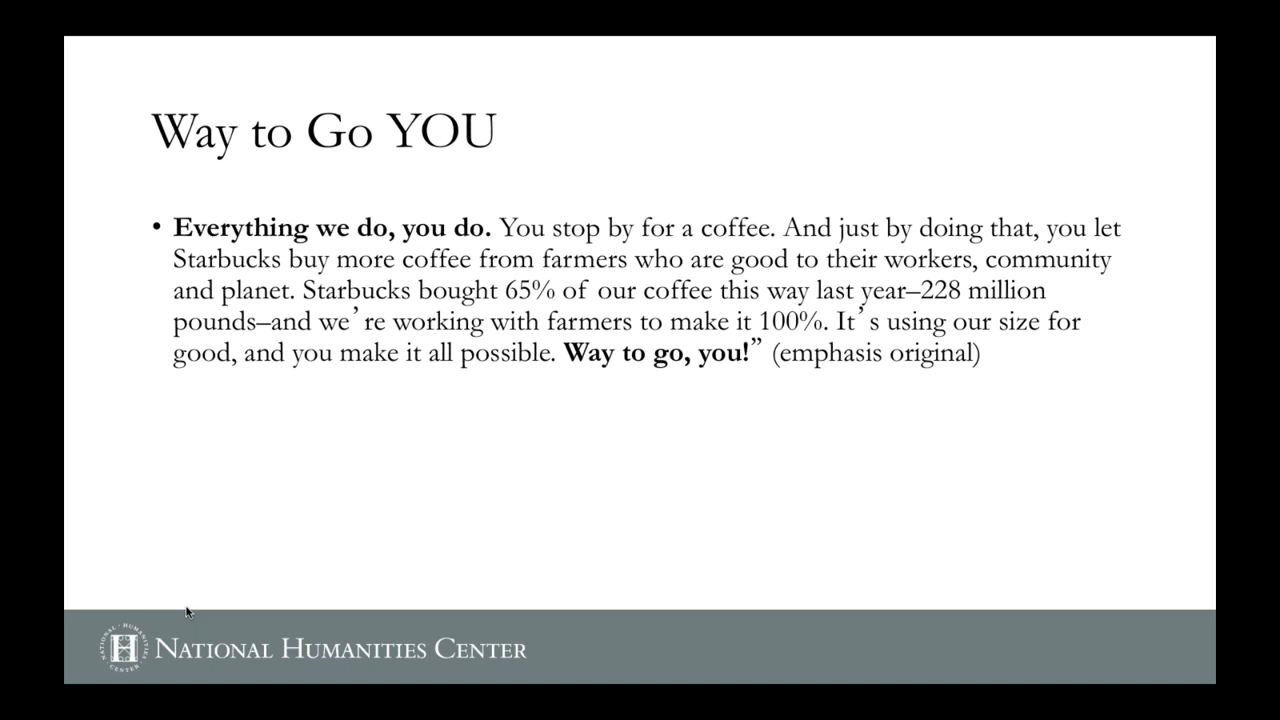 Way to Go YOU
• Everything we do, you do. You stop by for a coffee. And just by doing that, you let
Starbucks buy more coffee from farmers who are good to their workers, community
and planet. Starbucks bought 65% of our coffee this way last year–228 million
pounds–and we’re working with farmers to make it 100%. It’s using our size for
good, and you make it all possible. Way to go, you!” (emphasis original)
NATIONAL · HUMANITIES · CENTER ·
H
NATIONAL HUMANITIES CENTER